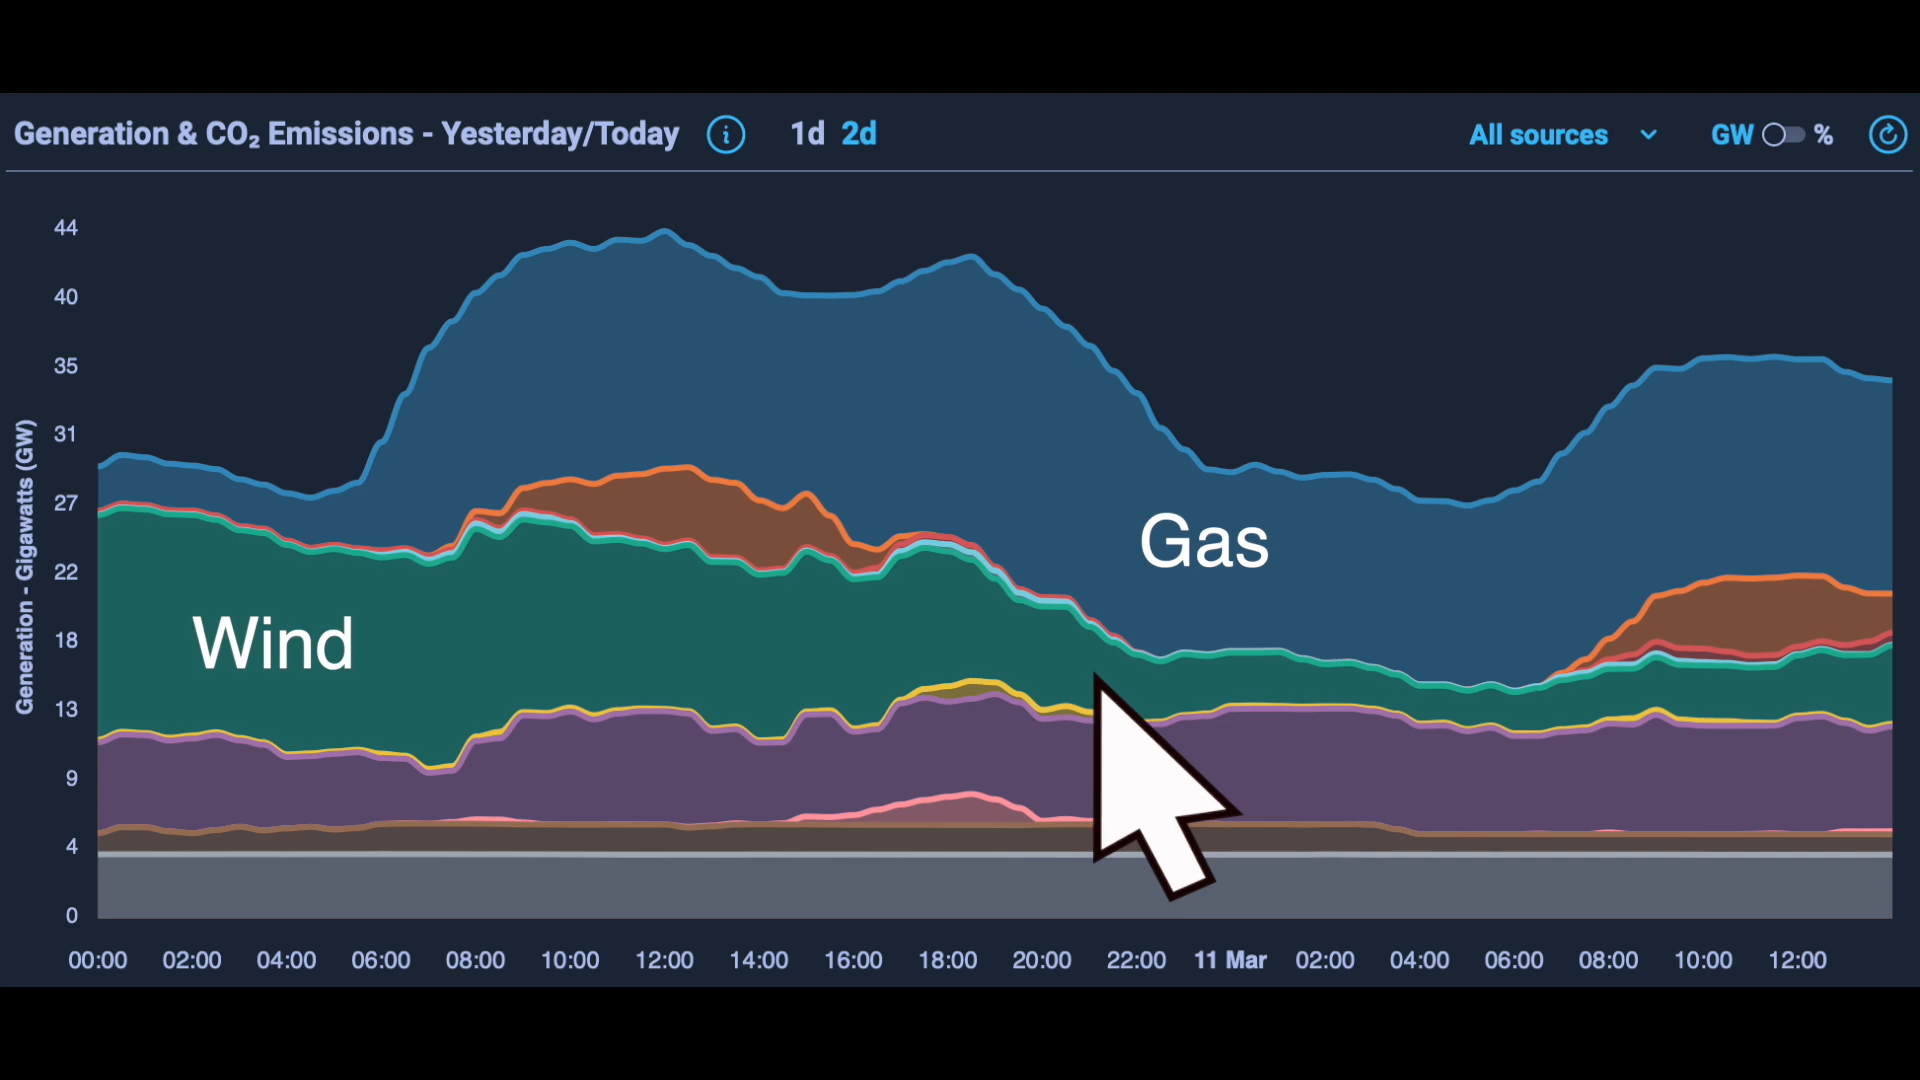 Generation & CO₂ Emissions - Yesterday/Today 1d 2d All sources GW %
44
40
35
31
27
22
18
13
9
4
0
Generation - Gigawatts (GW)
Wind
Gas
00:00 02:00 04:00 06:00 08:00 10:00 12:00 14:00 16:00 18:00 20:00 22:00 11 Mar 02:00 04:00 06:00 08:00 10:00 12:00